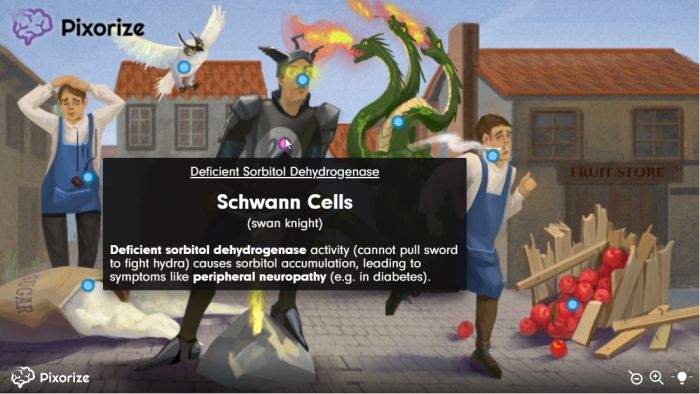 Pixorize
Deficient Sorbitol Dehydrogenase
Schwann Cells
(swan knight)
Deficient sorbitol dehydrogenase activity (cannot pull sword
to fight hydra) causes sorbitol accumulation, leading to
symptoms like peripheral neuropathy (e.g. in diabetes).
FRUIT STORE
SUGAR
Pixorize